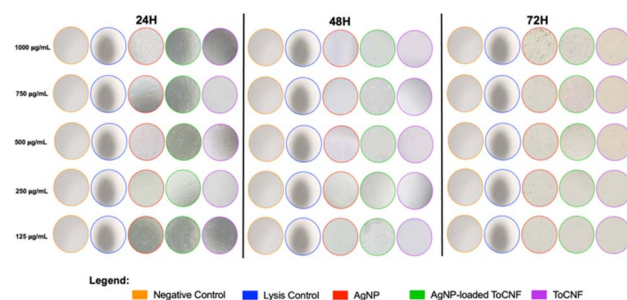 24H 48H 72H
1000 µg/mL
750 µg/mL
500 µg/mL
250 µg/mL
125 µg/mL
Legend:
Negative Control Lysis Control AgNP AgNP-loaded ToCNF ToCNF